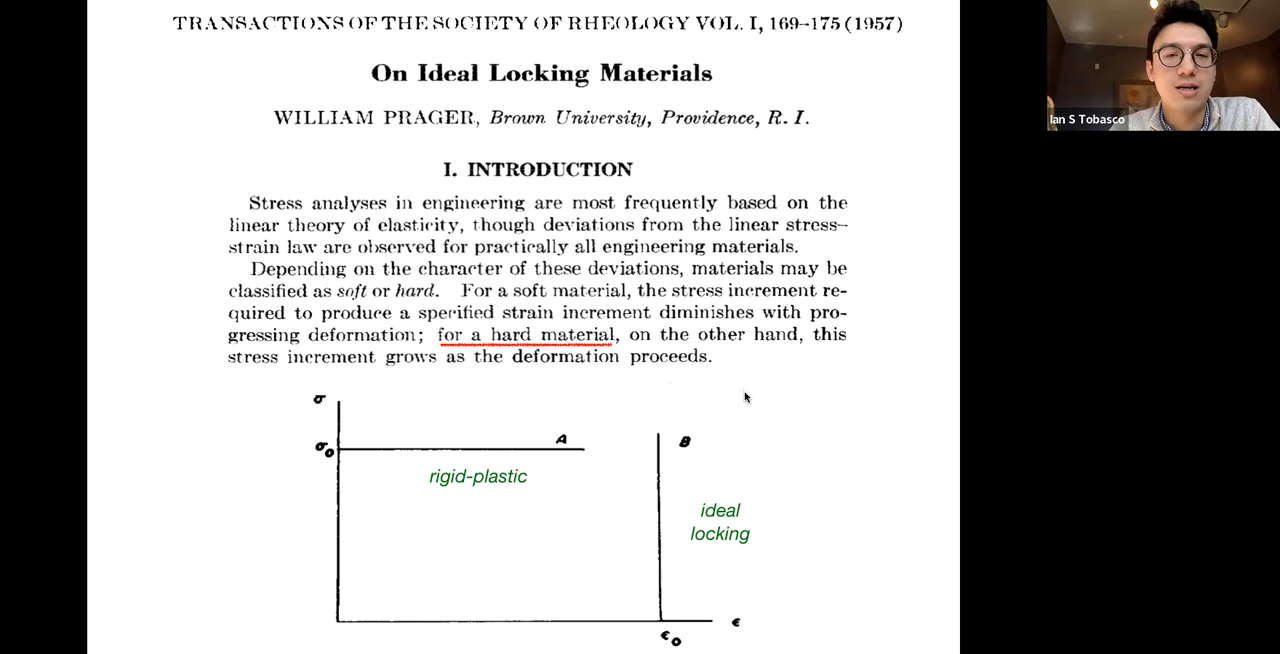 TRANSACTIONS OF THE SOCIETY OF RHEOLOGY VOL. I, 169–175 (1957)
On Ideal Locking Materials
WILLIAM PRAGER, Brown University, Providence, R. I.
I. INTRODUCTION
Stress analyses in engineering are most frequently based on the
linear theory of elasticity, though deviations from the linear stress–
strain law are observed for practically all engineering materials.
Depending on the character of these deviations, materials may be
classified as soft or hard. For a soft material, the stress increment re-
quired to produce a specified strain increment diminishes with pro-
gressing deformation; for a hard material, on the other hand, this
stress increment grows as the deformation proceeds.
σ
σ₀
A
rigid-plastic
B
ideal
locking
ϵ
ϵ₀
Ian S Tobasco